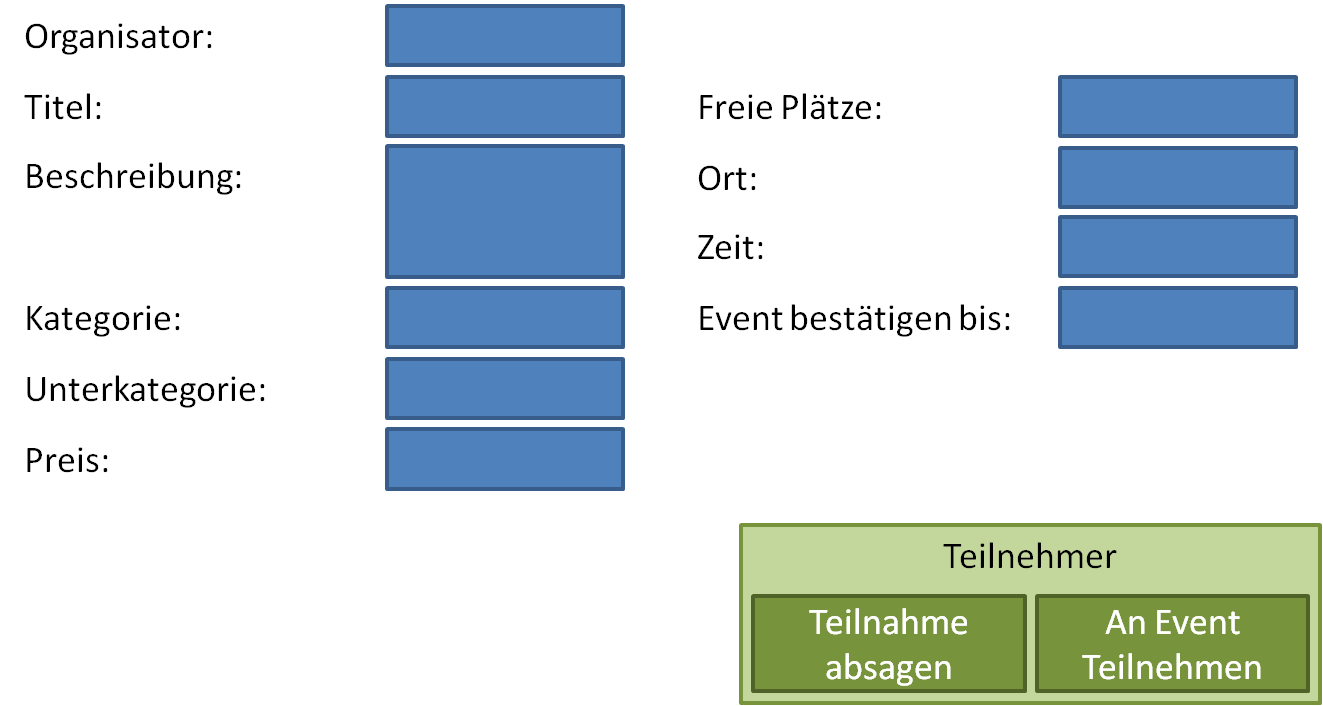 Organisator:
Titel:
Beschreibung:
Kategorie:
Unterkategorie:
Preis:
Freie Plätze:
Ort:
Zeit:
Event bestätigen bis:
Teilnehmer
Teilnahme
absagen
An Event
Teilnehmen